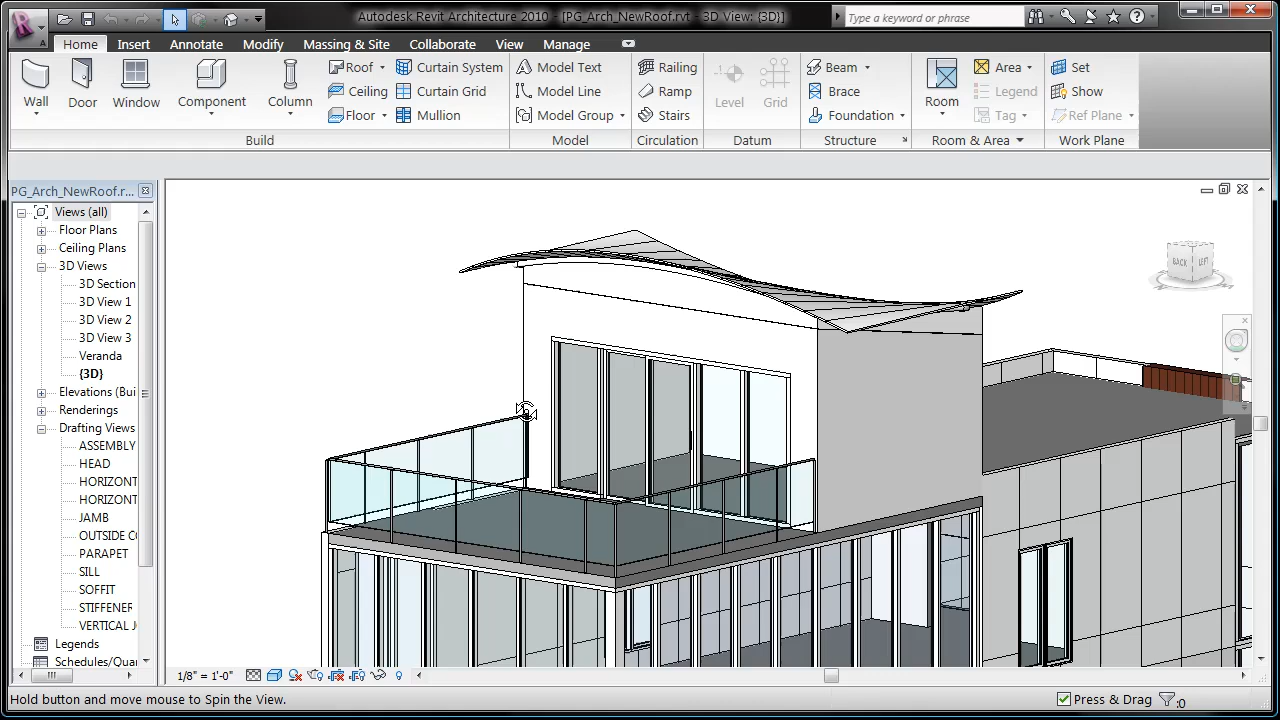 Autodesk Revit Architecture 2010 - [PG_Arch_NewRoof.rvt - 3D View: {3D}]
Type a keyword or phrase
Home Insert Annotate Modify Massing & Site Collaborate View Manage
Wall Door Window Component Column
Roof Curtain System
Ceiling Curtain Grid
Floor Mullion
Build
Model Text
Model Line
Model Group
Model
Railing
Ramp
Stairs
Circulation
Level Grid
Datum
Beam
Brace
Foundation
Structure
Room
Area
Legend
Tag
Room & Area
Set
Show
Ref Plane
Work Plane
PG_Arch_NewRoof.r...
Views (all)
Floor Plans
Ceiling Plans
3D Views
3D Section
3D View 1
3D View 2
3D View 3
Veranda
{3D}
Elevations (Bui
Renderings
Drafting Views
ASSEMBLY
HEAD
HORIZONT
HORIZONT
JAMB
OUTSIDE CO
PARAPET
SILL
SOFFIT
STIFFENER
VERTICAL JO
Legends
Schedules/Quar
BACK LEFT
1/8" = 1'-0"
Hold button and move mouse to Spin the View.
Press & Drag :0